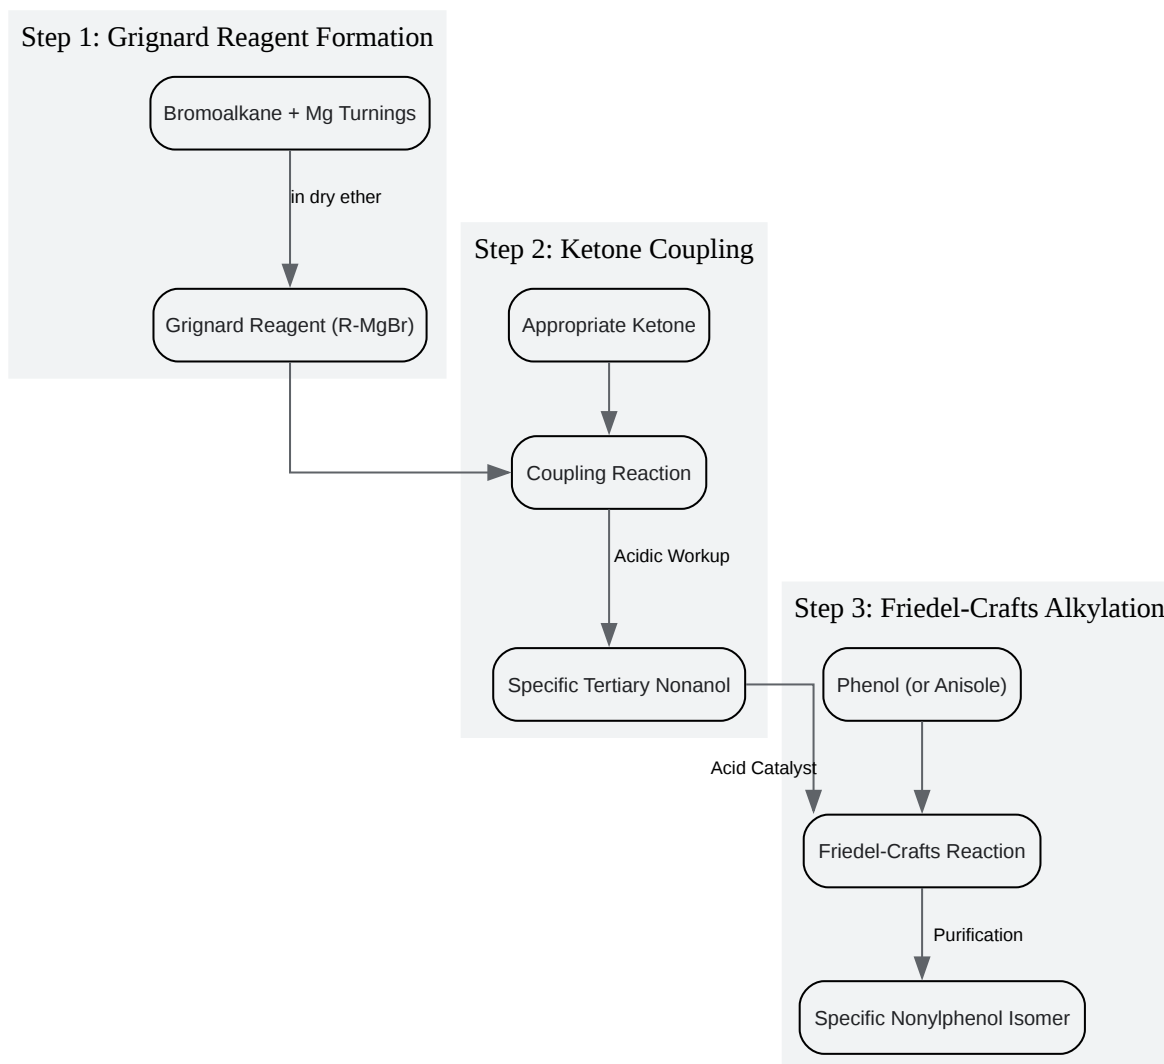 Step 1: Grignard Reagent Formation
Bromoalkane + Mg Turnings
in dry ether
Grignard Reagent (R-MgBr)
Step 2: Ketone Coupling
Appropriate Ketone
Coupling Reaction
Acidic Workup
Specific Tertiary Nonanol
Step 3: Friedel-Crafts Alkylation
Phenol (or Anisole)
Acid Catalyst
Friedel-Crafts Reaction
Purification
Specific Nonylphenol Isomer